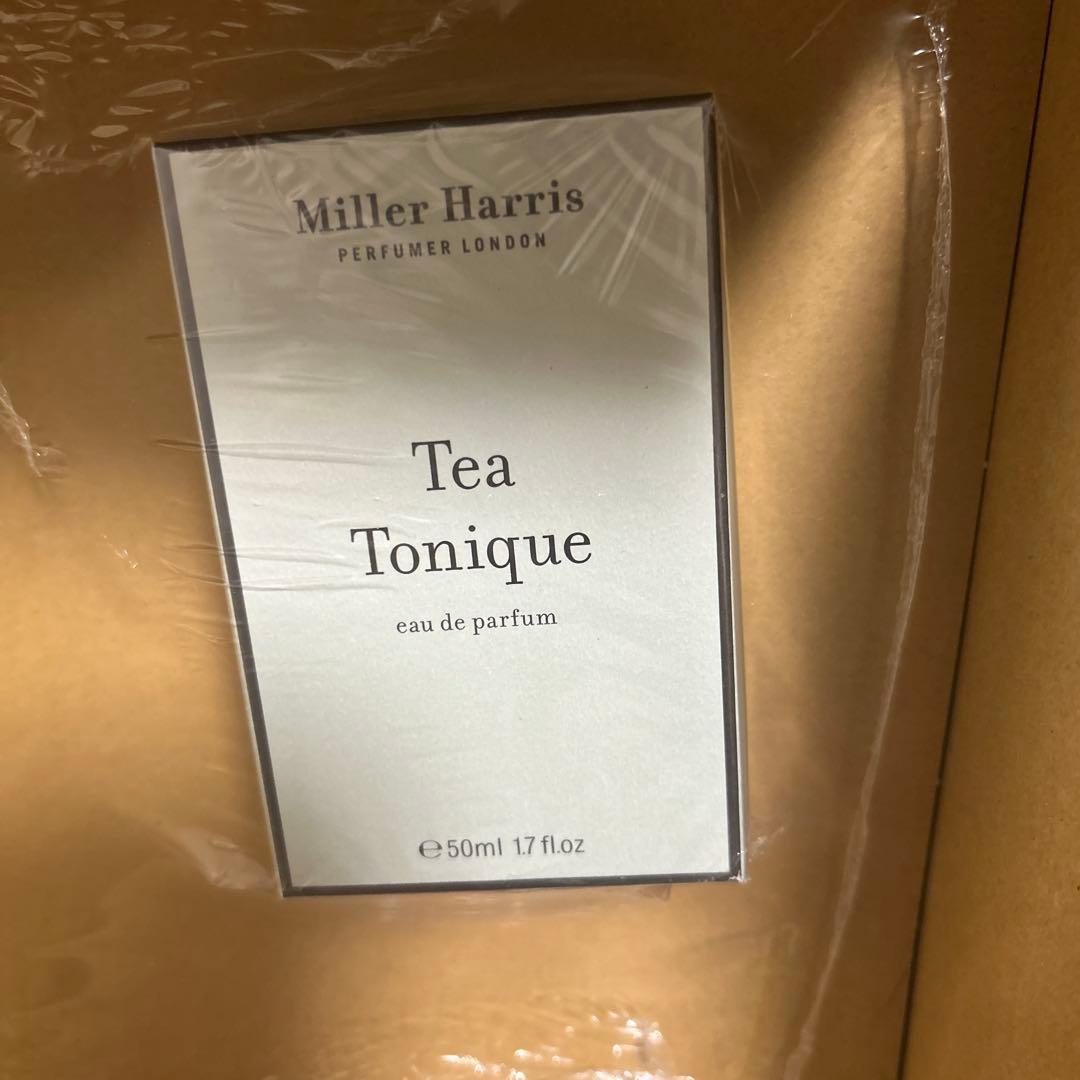 Miller Harris
PERFUMER LONDON
Tea
Tonique
eau de parfum
℮50ml 1.7 fl.oz